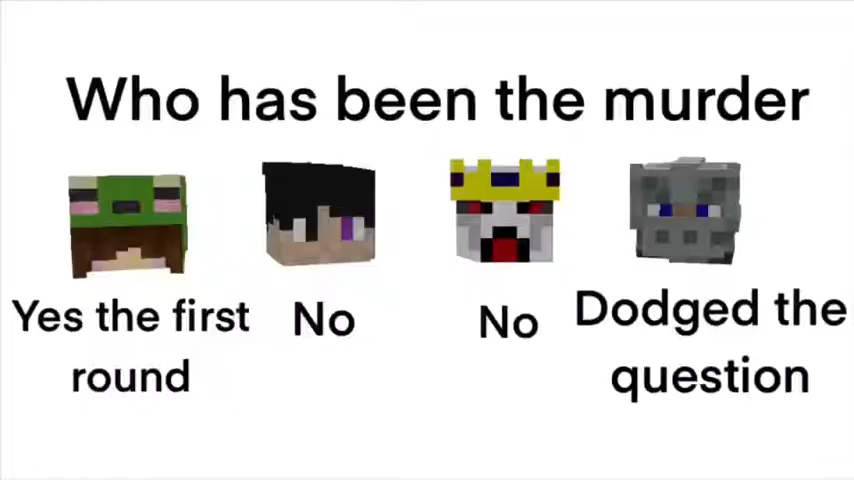 Who has been the murder
Yes the first
round
No
No
Dodged the
question